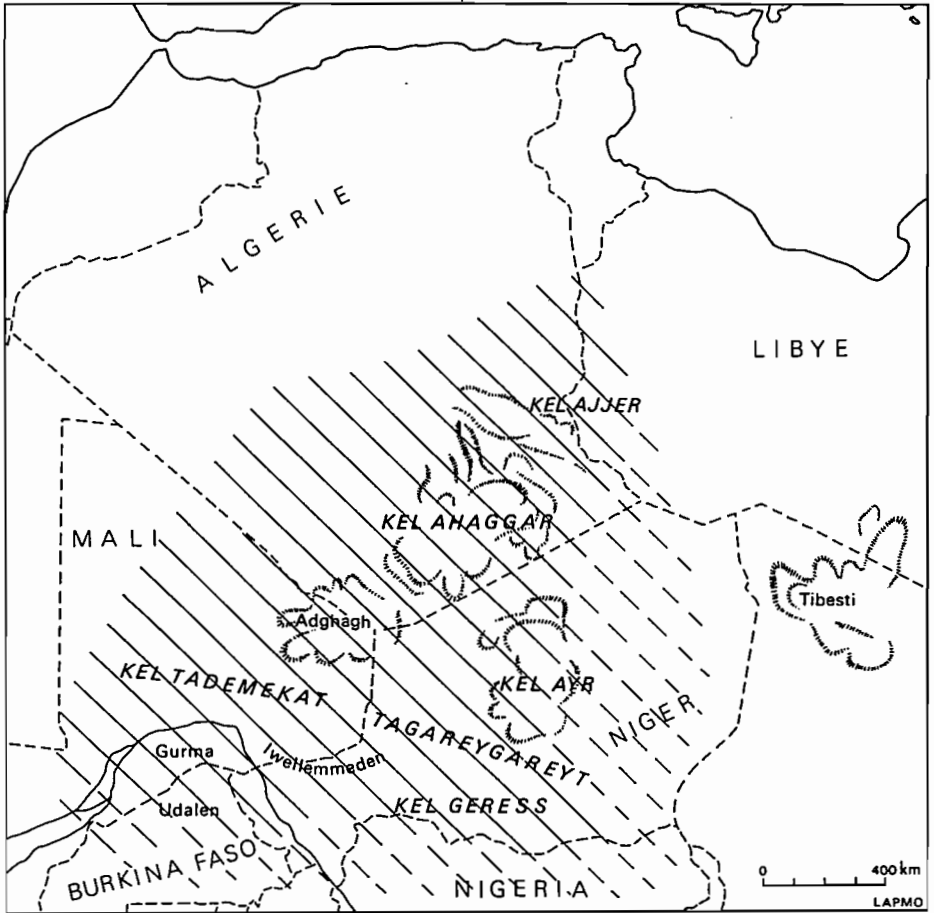 ALGERIE
LIBYE
KEL AJJER
KEL AHAGGAR
MALI
Tibesti
Adghagh
KEL TADEMEKAT
KEL AYR
NIGER
TAGAREYGAREYT
Gurma
Iwellemmeden
Udalen
KEL GERESS
BURKINA FASO
NIGERIA
0 400 km
LAPMO